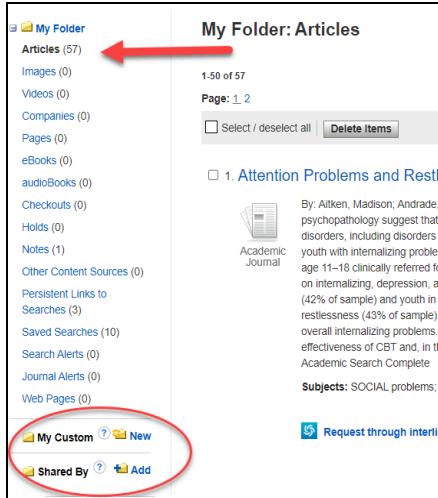 My Folder
Articles (57)
Images (0)
Videos (0)
Companies (0)
Pages (0)
eBooks (0)
audioBooks (0)
Checkouts (0)
Holds (0)
Notes (1)
Other Content Sources (0)
Persistent Links to
Searches (3)
Saved Searches (10)
Search Alerts (0)
Journal Alerts (0)
Web Pages (0)
My Custom ? New
Shared By ? Add
My Folder: Articles
1-50 of 57
Page: 1 2
Select / deselect all Delete Items
1. Attention Problems and Restl
Academic
Journal
By: Aitken, Madison; Andrade,
psychopathology suggest that
disorders, including disorders
youth with internalizing proble
age 11–18 clinically referred fo
on internalizing, depression, a
(42% of sample) and youth in
restlessness (43% of sample)
overall internalizing problems.
effectiveness of CBT and, in th
Academic Search Complete
Subjects: SOCIAL problems;
Request through interli